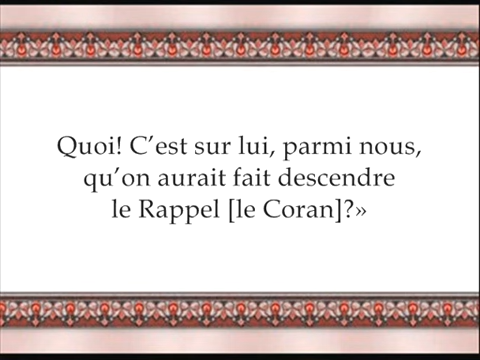 Quoi! C’est sur lui, parmi nous,
qu’on aurait fait descendre
le Rappel [le Coran]?»